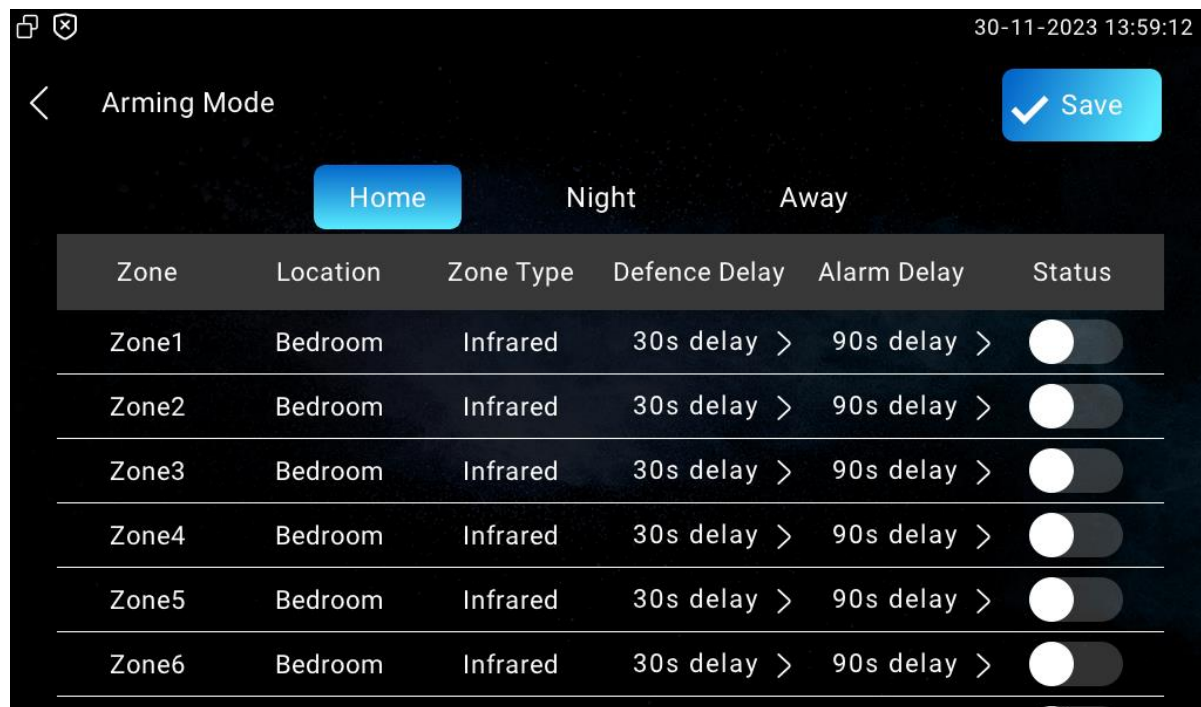 30-11-2023 13:59:12
Arming Mode
Save
Home Night Away
Zone Location Zone Type Defence Delay Alarm Delay Status
Zone1 Bedroom Infrared 30s delay 90s delay
Zone2 Bedroom Infrared 30s delay 90s delay
Zone3 Bedroom Infrared 30s delay 90s delay
Zone4 Bedroom Infrared 30s delay 90s delay
Zone5 Bedroom Infrared 30s delay 90s delay
Zone6 Bedroom Infrared 30s delay 90s delay